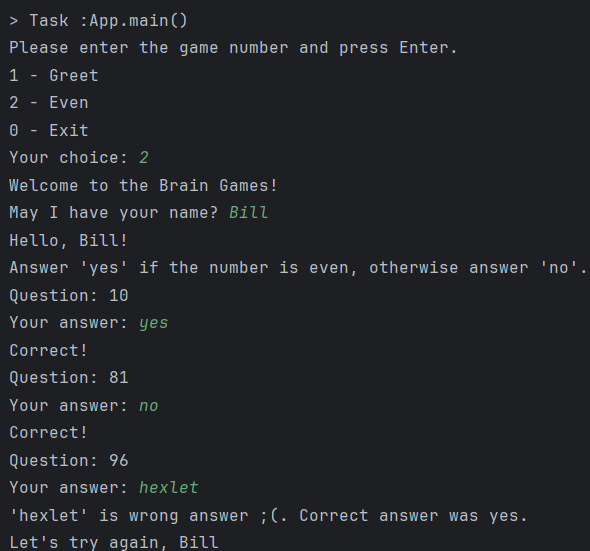 > Task :App.main()
Please enter the game number and press Enter.
1 - Greet
2 - Even
0 - Exit
Your choice: 2
Welcome to the Brain Games!
May I have your name? Bill
Hello, Bill!
Answer 'yes' if the number is even, otherwise answer 'no'.
Question: 10
Your answer: yes
Correct!
Question: 81
Your answer: no
Correct!
Question: 96
Your answer: hexlet
'hexlet' is wrong answer ;(. Correct answer was yes.
Let's try again, Bill